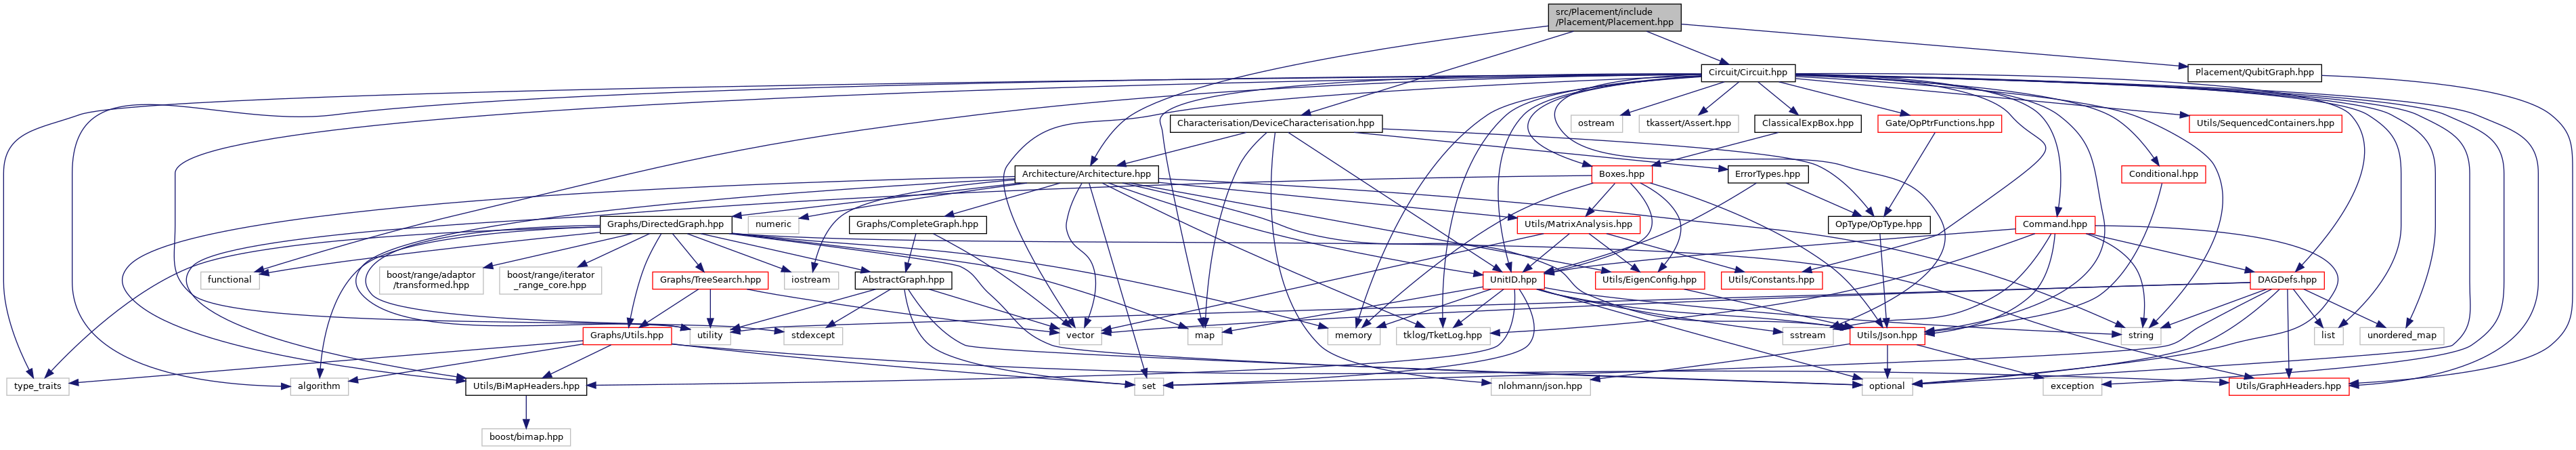 src/Placement/include
/Placement/Placement.hpp
Circuit/Circuit.hpp
Placement/QubitGraph.hpp
Characterisation/DeviceCharacterisation.hpp
ostream
tkassert/Assert.hpp
ClassicalExpBox.hpp
Gate/OpPtrFunctions.hpp
Utils/SequencedContainers.hpp
Architecture/Architecture.hpp
Boxes.hpp
ErrorTypes.hpp
Conditional.hpp
Graphs/DirectedGraph.hpp
numeric
Graphs/CompleteGraph.hpp
Utils/MatrixAnalysis.hpp
OpType/OpType.hpp
Command.hpp
functional
boost/range/adaptor
/transformed.hpp
boost/range/iterator
_range_core.hpp
Graphs/TreeSearch.hpp
iostream
AbstractGraph.hpp
UnitID.hpp
Utils/EigenConfig.hpp
Utils/Constants.hpp
DAGDefs.hpp
Graphs/Utils.hpp
utility
stdexcept
vector
map
memory
tklog/TketLog.hpp
sstream
Utils/Json.hpp
string
list
unordered_map
type_traits
algorithm
Utils/BiMapHeaders.hpp
set
nlohmann/json.hpp
optional
exception
Utils/GraphHeaders.hpp
boost/bimap.hpp